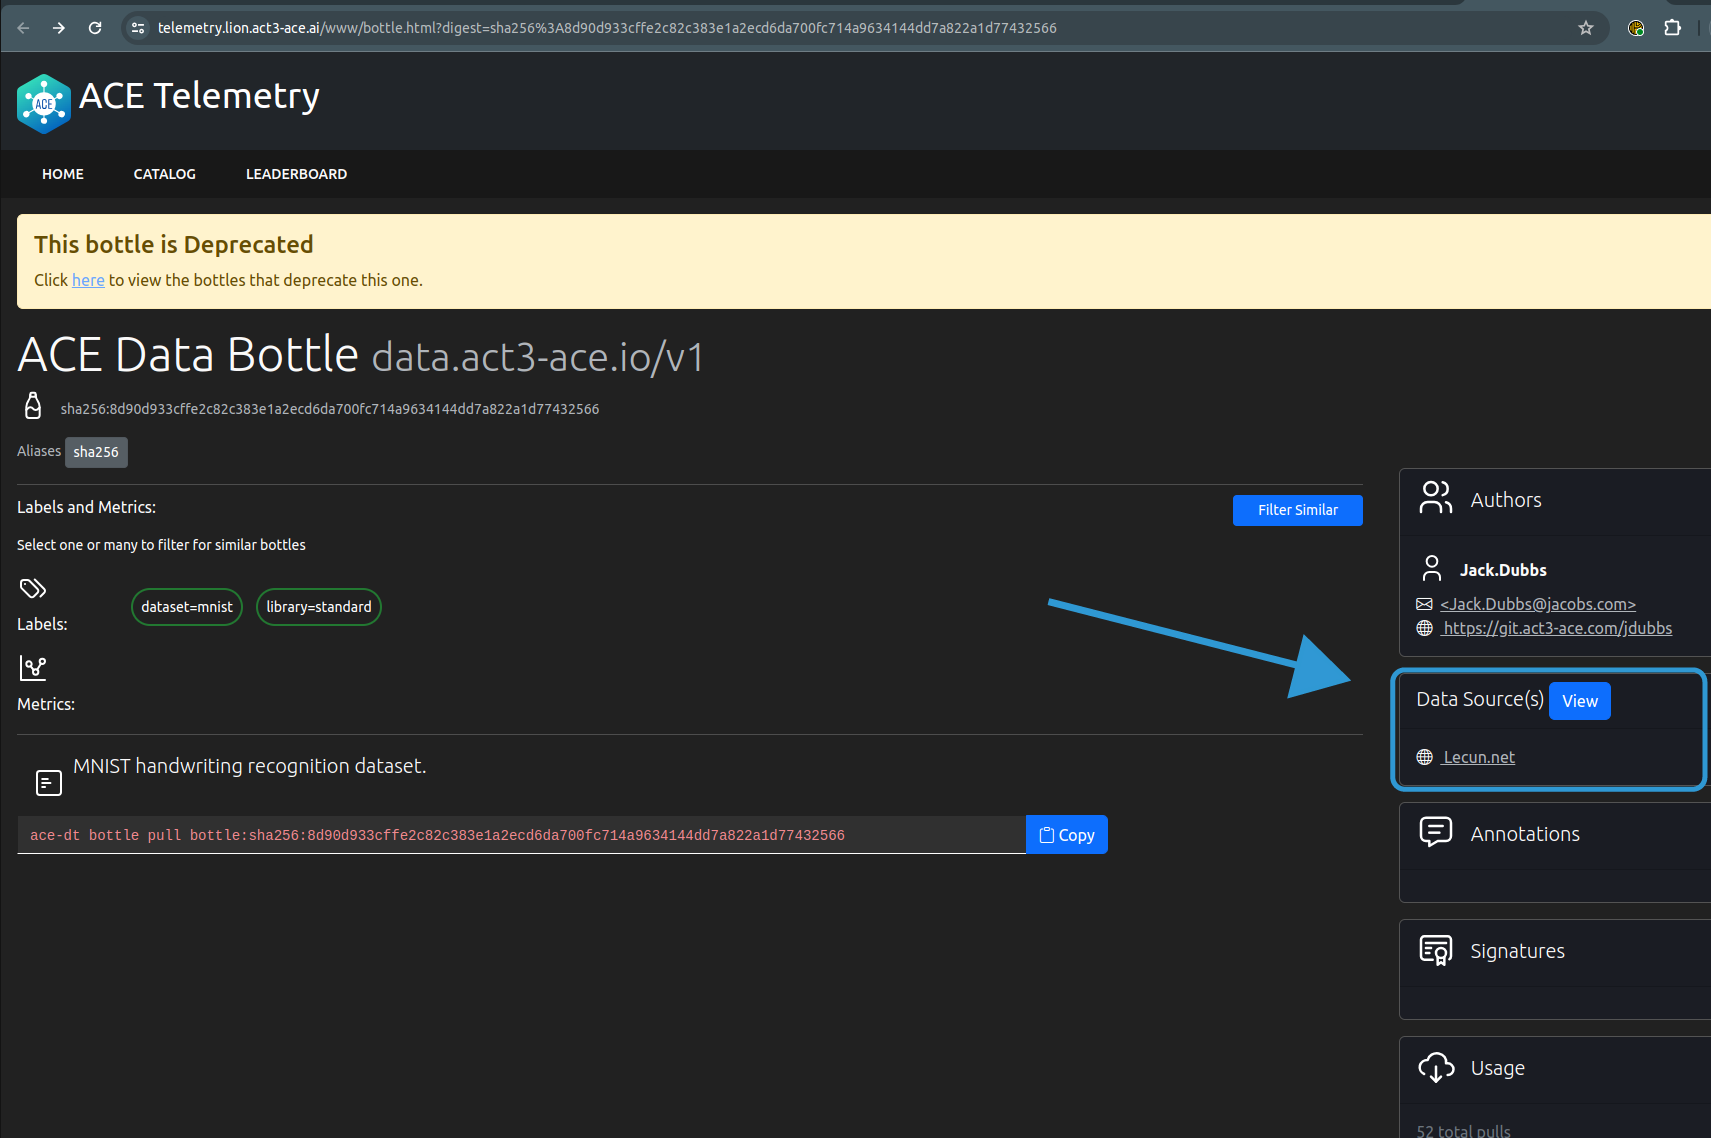 telemetry.lion.act3-ace.ai/www/bottle.html?digest=sha256%3A8d90d933cffe2c82c383e1a2ecd6da700fc714a9634144dd7a822a1d77432566
ACE
ACE Telemetry
HOME CATALOG LEADERBOARD
This bottle is Deprecated
Click here to view the bottles that deprecate this one.
ACE Data Bottle data.act3-ace.io/v1
sha256:8d90d933cffe2c82c383e1a2ecd6da700fc714a9634144dd7a822a1d77432566
Aliases sha256
Labels and Metrics:
Filter Similar
Select one or many to filter for similar bottles
Labels:
dataset=mnist library=standard
Metrics:
MNIST handwriting recognition dataset.
ace-dt bottle pull bottle:sha256:8d90d933cffe2c82c383e1a2ecd6da700fc714a9634144dd7a822a1d77432566
Copy
Authors
Jack.Dubbs
<Jack.Dubbs@jacobs.com>
https://git.act3-ace.com/jdubbs
Data Source(s) View
Lecun.net
Annotations
Signatures
Usage
52 total pulls